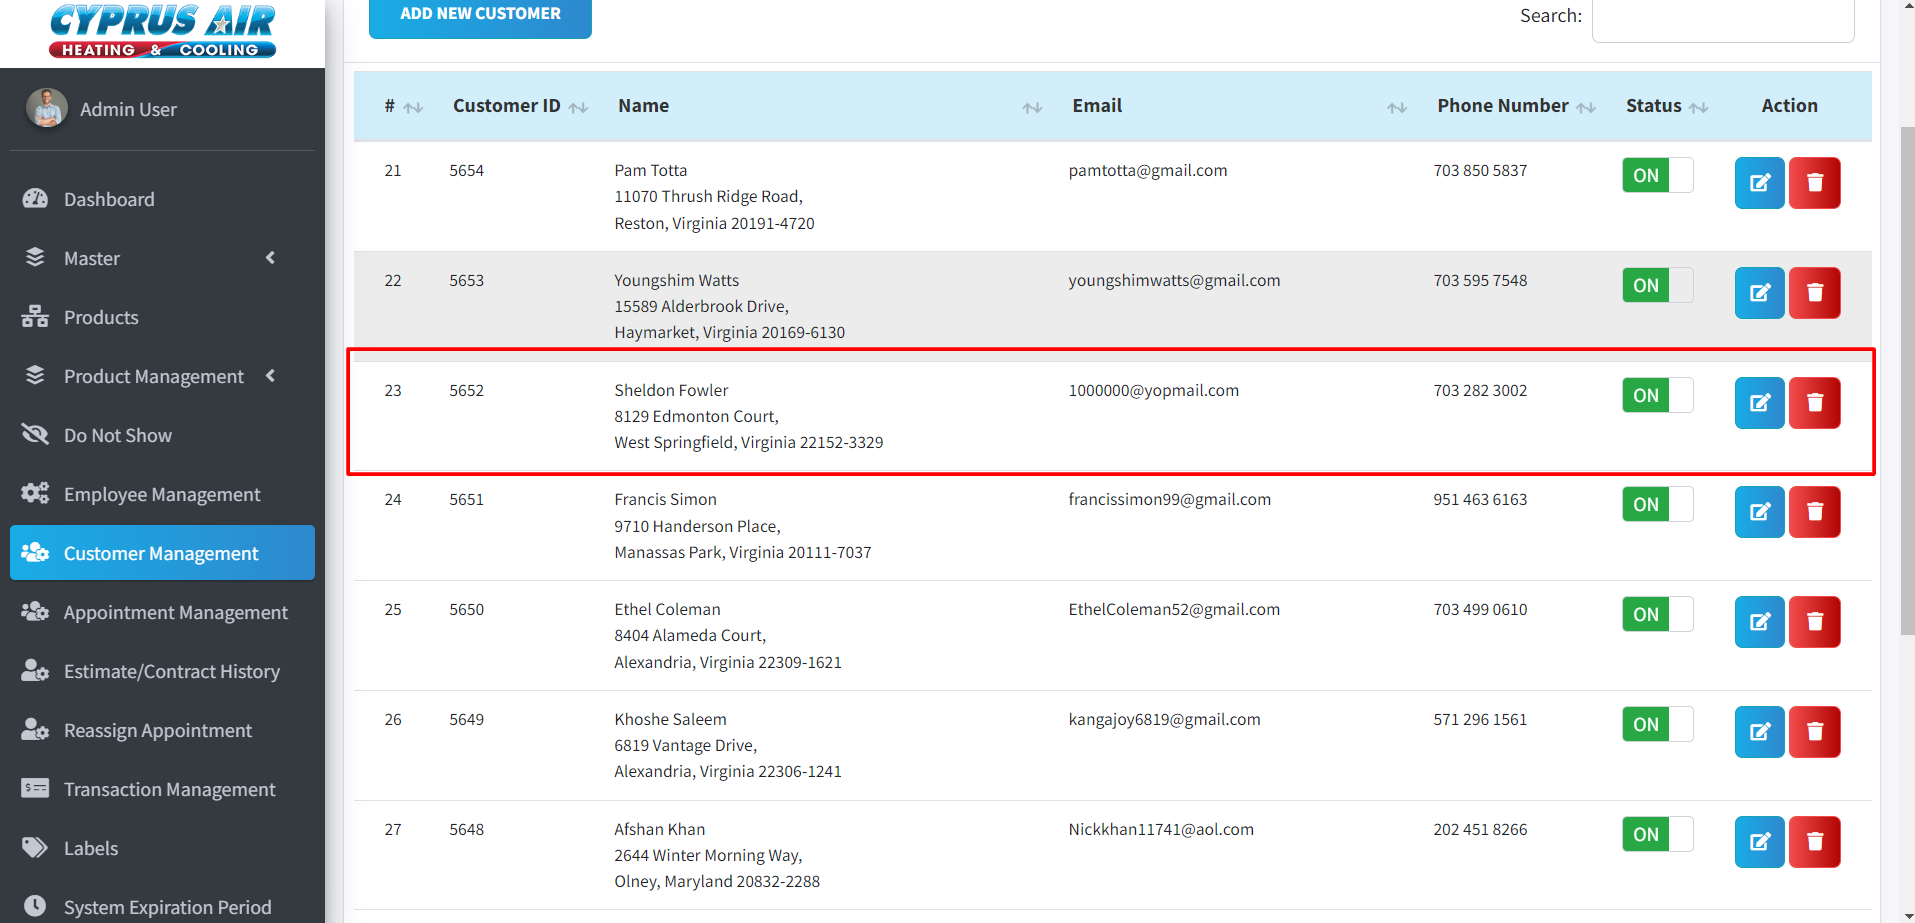 CYPRUS AIR
HEATING & COOLING
Admin User
Dashboard
Master
Products
Product Management
Do Not Show
Employee Management
Customer Management
Appointment Management
Estimate/Contract History
Reassign Appointment
Transaction Management
Labels
System Expiration Period
ADD NEW CUSTOMER
Search:
# Customer ID Name Email Phone Number Status Action
21 5654 Pam Totta pamtotta@gmail.com 703 850 5837 ON
11070 Thrush Ridge Road,
Reston, Virginia 20191-4720
22 5653 Youngshim Watts youngshimwatts@gmail.com 703 595 7548 ON
15589 Alderbrook Drive,
Haymarket, Virginia 20169-6130
23 5652 Sheldon Fowler 1000000@yopmail.com 703 282 3002 ON
8129 Edmonton Court,
West Springfield, Virginia 22152-3329
24 5651 Francis Simon francissimon99@gmail.com 951 463 6163 ON
9710 Handerson Place,
Manassas Park, Virginia 20111-7037
25 5650 Ethel Coleman EthelColeman52@gmail.com 703 499 0610 ON
8404 Alameda Court,
Alexandria, Virginia 22309-1621
26 5649 Khoshe Saleem kangajoy6819@gmail.com 571 296 1561 ON
6819 Vantage Drive,
Alexandria, Virginia 22306-1241
27 5648 Afshan Khan Nickkhan11741@aol.com 202 451 8266 ON
2644 Winter Morning Way,
Olney, Maryland 20832-2288